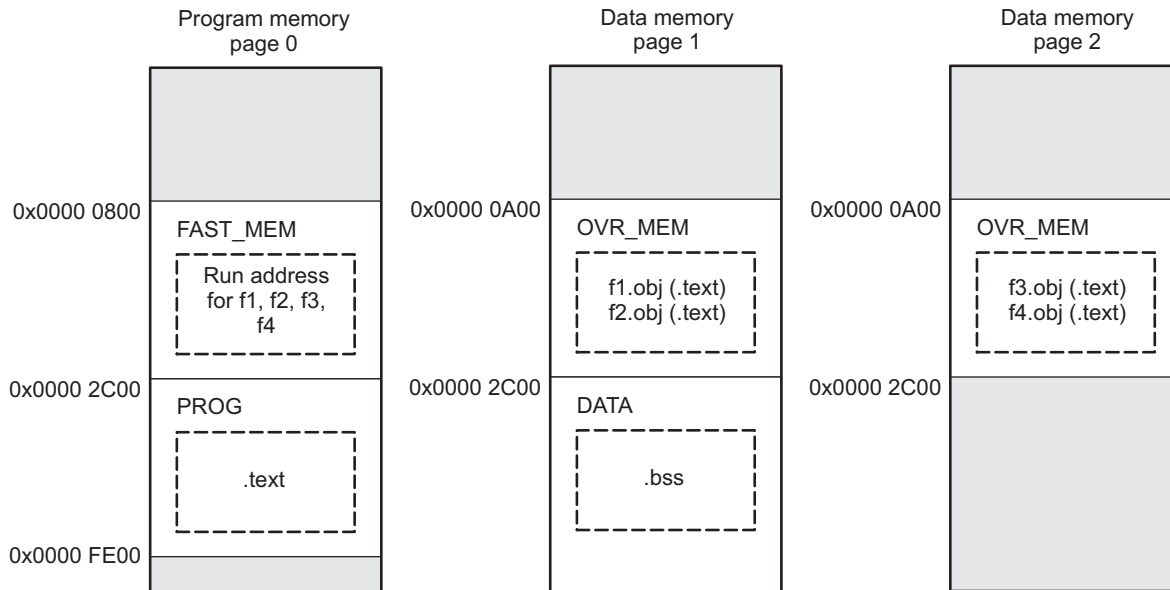 Program memory
page 0
0x0000 0800
FAST_MEM
Run address
for f1, f2, f3,
f4
0x0000 2C00
PROG
.text
0x0000 FE00
Data memory
page 1
0x0000 0A00
OVR_MEM
f1.obj (.text)
f2.obj (.text)
0x0000 2C00
DATA
.bss
Data memory
page 2
0x0000 0A00
OVR_MEM
f3.obj (.text)
f4.obj (.text)
0x0000 2C00